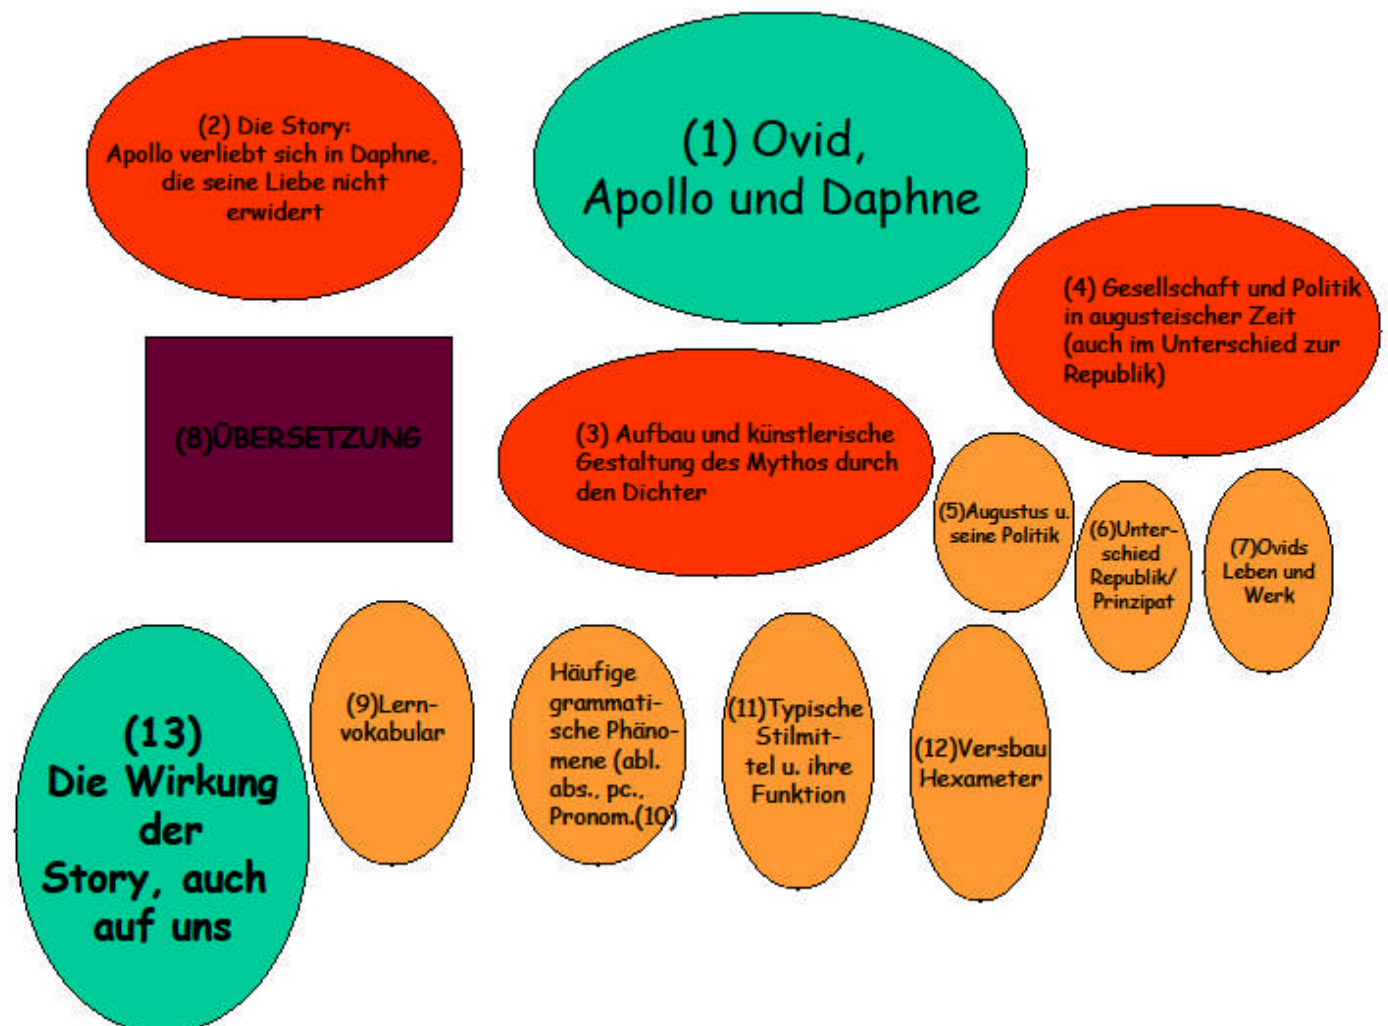 (1) Ovid,
Apollo und Daphne
(2) Die Story:
Apollo verliebt sich in Daphne,
die seine Liebe nicht
erwidert
(3) Aufbau und künstlerische
Gestaltung des Mythos durch
den Dichter
(4) Gesellschaft und Politik
in augusteischer Zeit
(auch im Unterschied zur
Republik)
(5)Augustus u.
seine Politik
(6)Unter-
schied
Republik/
Prinzipat
(7)Ovids
Leben und
Werk
(8)ÜBERSETZUNG
(9)Lern-
vokabular
Häufige
grammati-
sche Phäno-
mene (abl.
abs., pc.,
Pronom.(10)
(11)Typische
Stilmit-
tel u. ihre
Funktion
(12)Versbau
Hexameter
(13)
Die Wirkung
der
Story, auch
auf uns